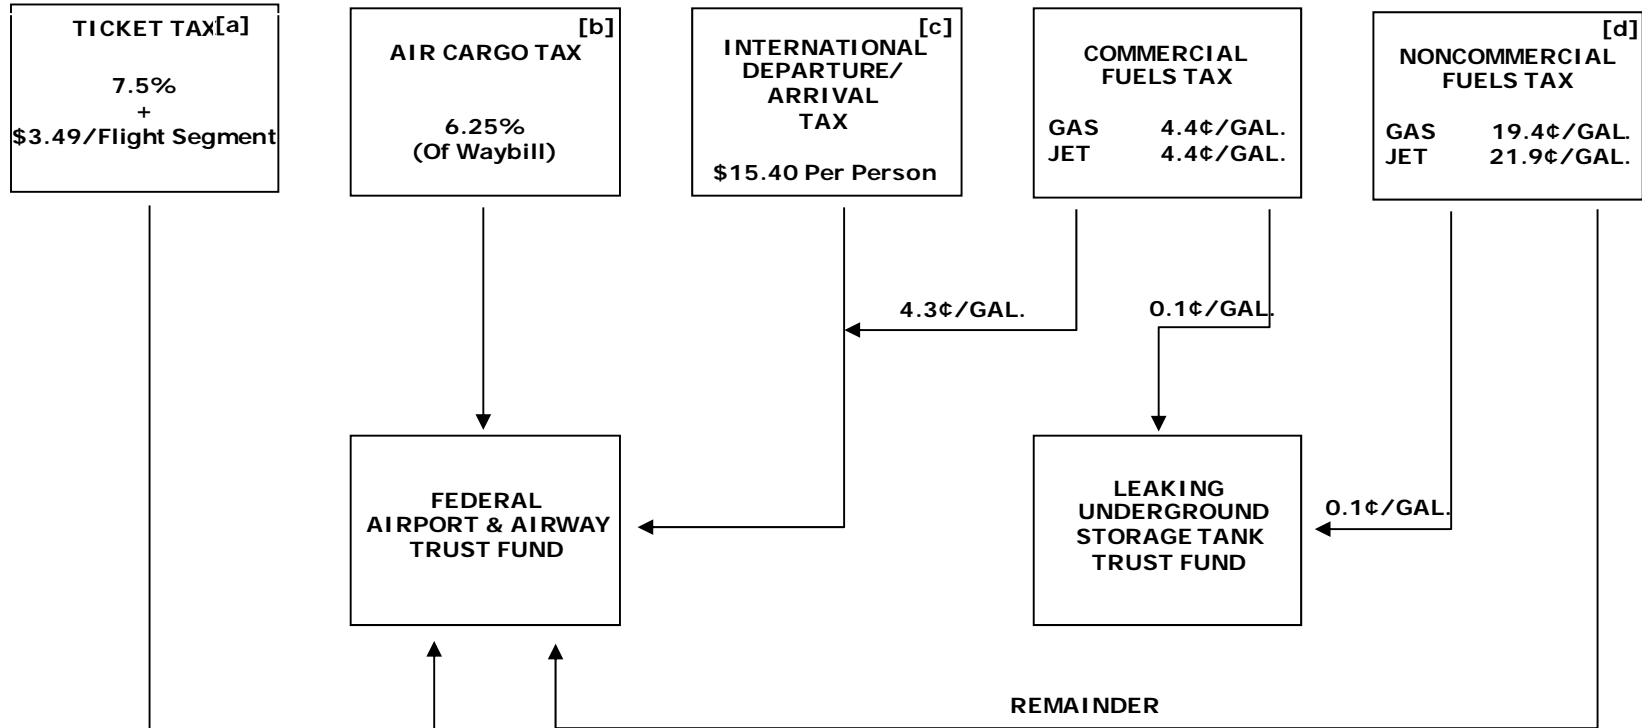 TICKET TAX[a]
7.5%
+
$3.49/Flight Segment
[b]
AIR CARGO TAX
6.25%
(Of Waybill)
[c]
INTERNATIONAL
DEPARTURE/
ARRIVAL
TAX
$15.40 Per Person
COMMERCIAL
FUELS TAX
GAS 4.4¢/GAL.
JET 4.4¢/GAL.
[d]
NONCOMMERCIAL
FUELS TAX
GAS 19.4¢/GAL.
JET 21.9¢/GAL.
4.3¢/GAL.
0.1¢/GAL.
FEDERAL
AIRPORT & AIRWAY
TRUST FUND
LEAKING
UNDERGROUND
STORAGE TANK
TRUST FUND
0.1¢/GAL.
REMAINDER